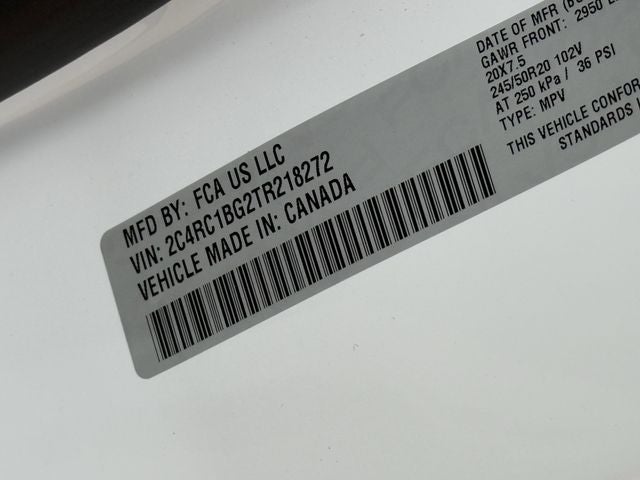 MFD BY: FCA US LLC
VIN: 2C4RC1BG2TR218272
VEHICLE MADE IN: CANADA
DATE OF MFR
GAWR FRONT: 2950
20X7.5
245/50R20 102V
AT 250 kPa / 36 PSI
TYPE: MPV
THIS VEHICLE CONFOR
STANDARDS